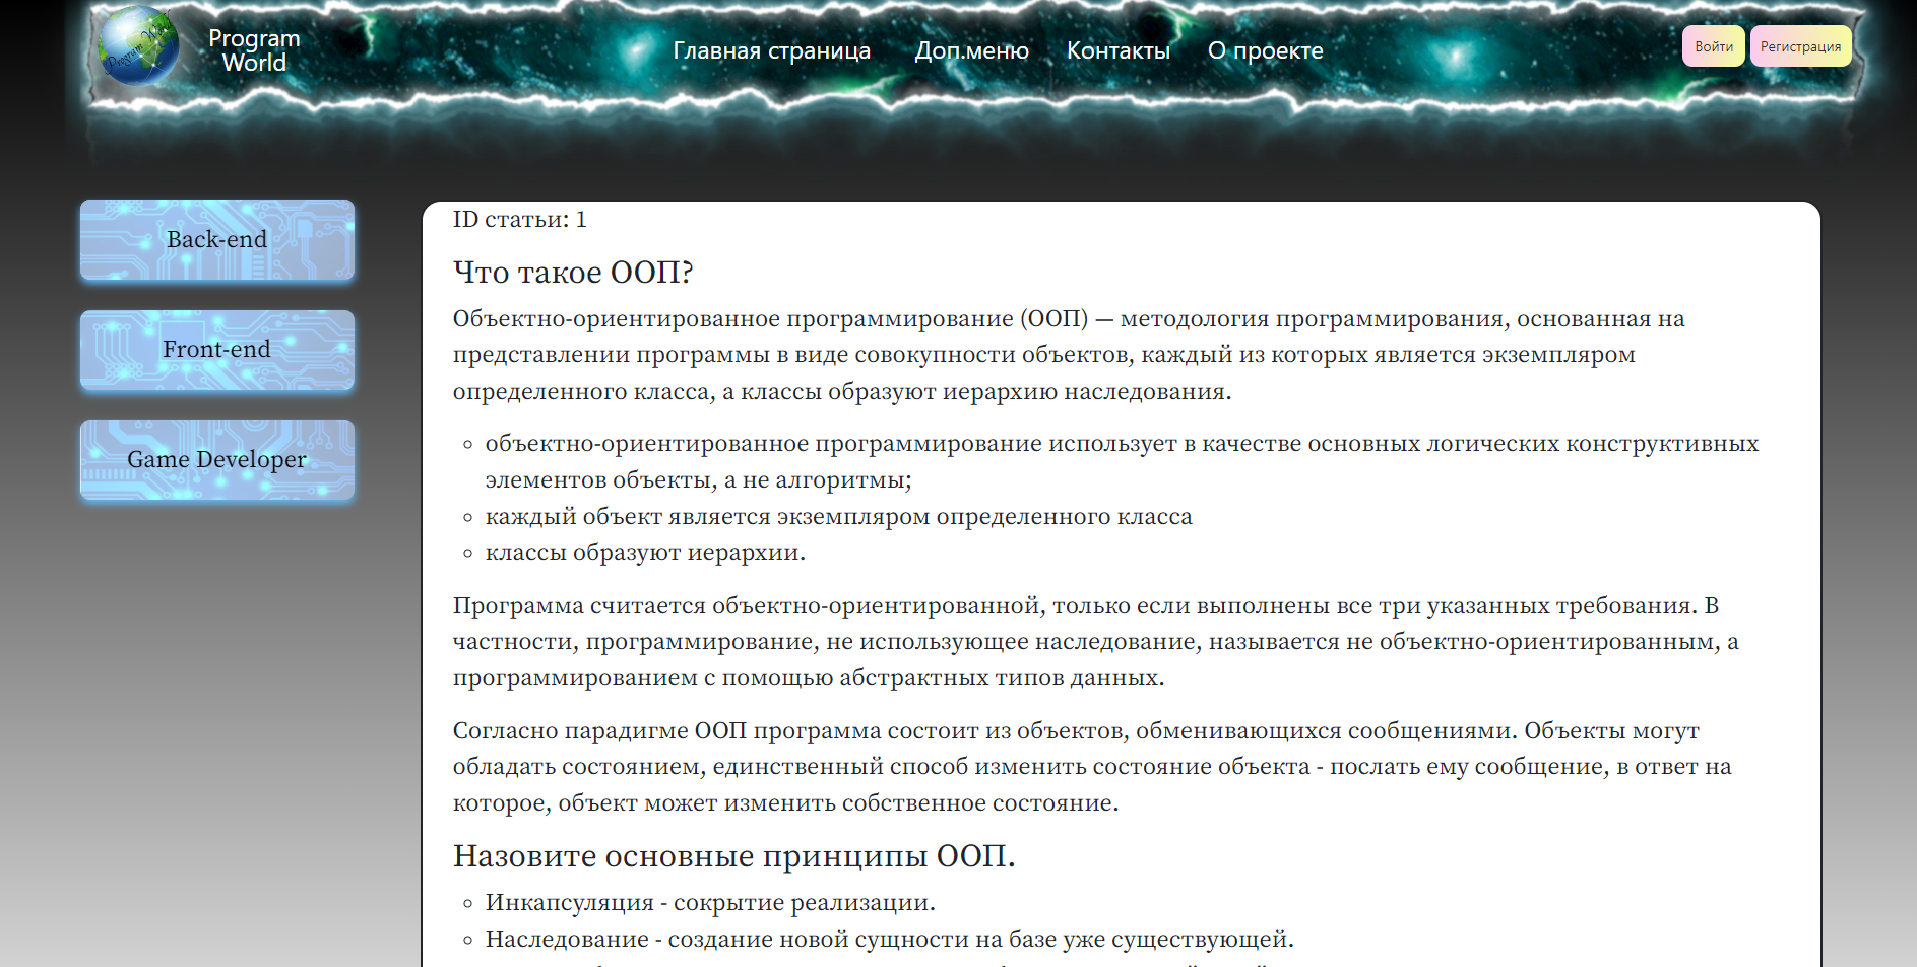 Program World
Program
World
Главная страница
Доп.меню
Контакты
О проекте
Войти
Регистрация
Back-end
Front-end
Game Developer
ID статьи: 1
Что такое ООП?
Объектно-ориентированное программирование (ООП) — методология программирования, основанная на
представлении программы в виде совокупности объектов, каждый из которых является экземпляром
определенного класса, а классы образуют иерархию наследования.
объектно-ориентированное программирование использует в качестве основных логических конструктивных
элементов объекты, а не алгоритмы;
каждый объект является экземпляром определенного класса
классы образуют иерархии.
Программа считается объектно-ориентированной, только если выполнены все три указанных требования. В
частности, программирование, не использующее наследование, называется не объектно-ориентированным, а
программированием с помощью абстрактных типов данных.
Согласно парадигме ООП программа состоит из объектов, обменивающихся сообщениями. Объекты могут
обладать состоянием, единственный способ изменить состояние объекта - послать ему сообщение, в ответ на
которое, объект может изменить собственное состояние.
Назовите основные принципы ООП.
Инкапсуляция - сокрытие реализации.
Наследование - создание новой сущности на базе уже существующей.